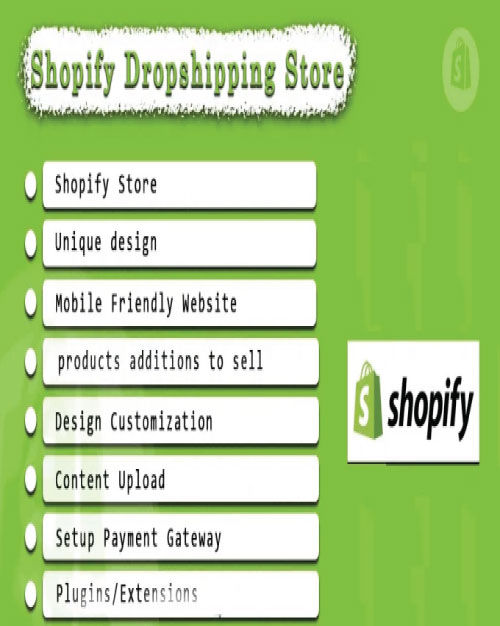 Shopify Dropshipping Store
Shopify Store
Unique design
Mobile Friendly Website
products additions to sell
Design Customization
shopify
Content Upload
Setup Payment Gateway
Plugins/Extensions